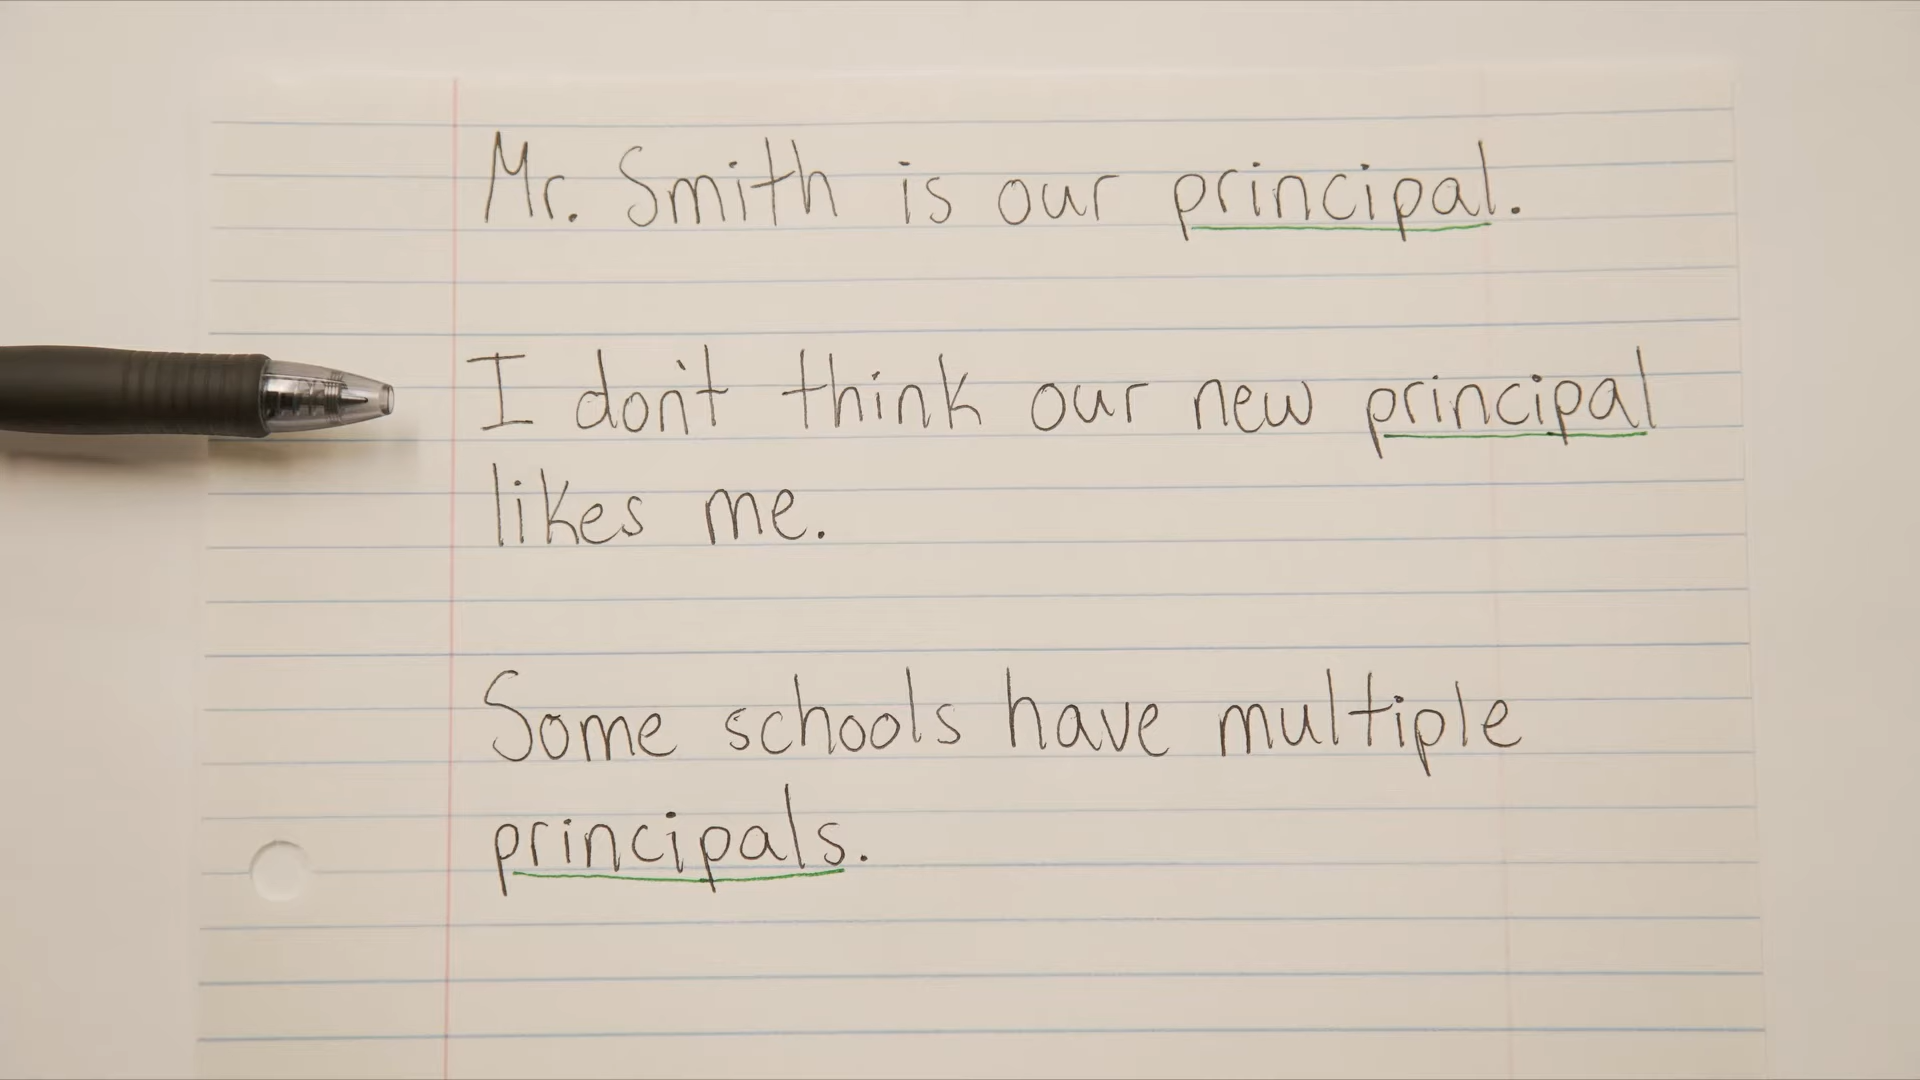 Mr. Smith is our principal.
I don't think our new principal
likes me.
Some schools have multiple
principals.